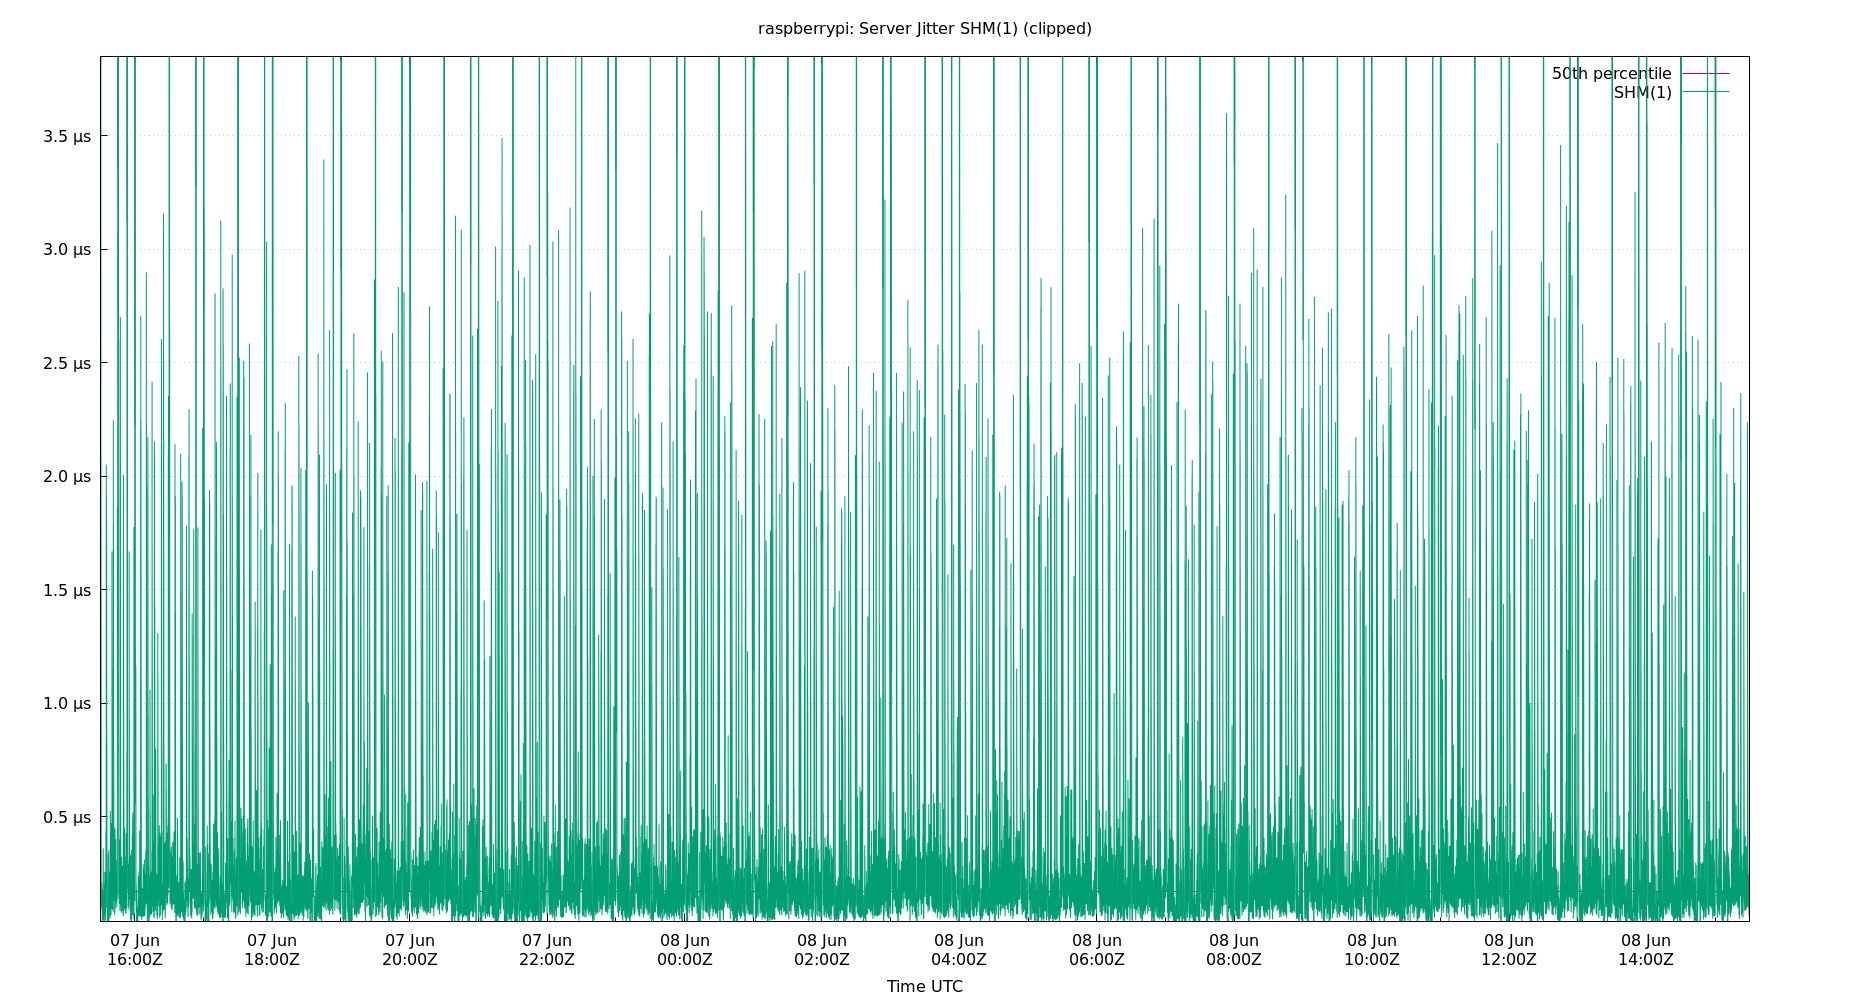 raspberrypi: Server Jitter SHM(1) (clipped)
50th percentile
SHM(1)
3.5 µs
3.0 µs
2.5 µs
2.0 µs
1.5 µs
1.0 µs
0.5 µs
07 Jun 07 Jun 07 Jun 07 Jun 08 Jun 08 Jun 08 Jun 08 Jun 08 Jun 08 Jun 08 Jun 08 Jun
16:00Z 18:00Z 20:00Z 22:00Z 00:00Z 02:00Z 04:00Z 06:00Z 08:00Z 10:00Z 12:00Z 14:00Z
Time UTC